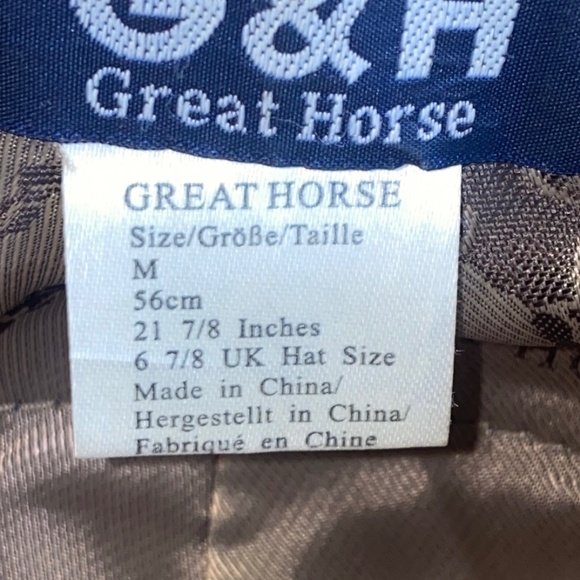 G&H
Great Horse
GREAT HORSE
Size/Größe/Taille
M
56cm
21 7/8 Inches
6 7/8 UK Hat Size
Made in China/
Hergestellt in China/
Fabriqué en Chine